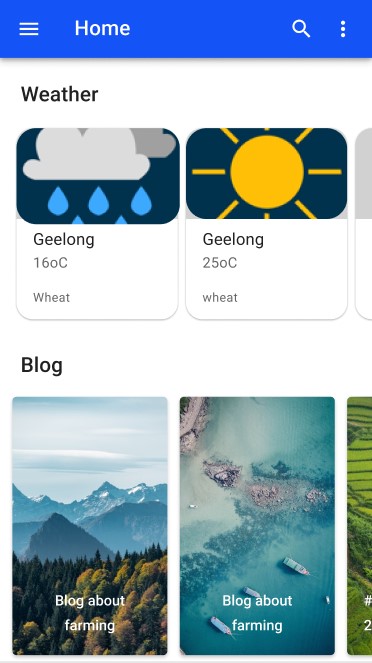 Home
Weather
Geelong
16oC
Wheat
Geelong
25oC
wheat
Blog
Blog about
farming
Blog about
farming
#
2